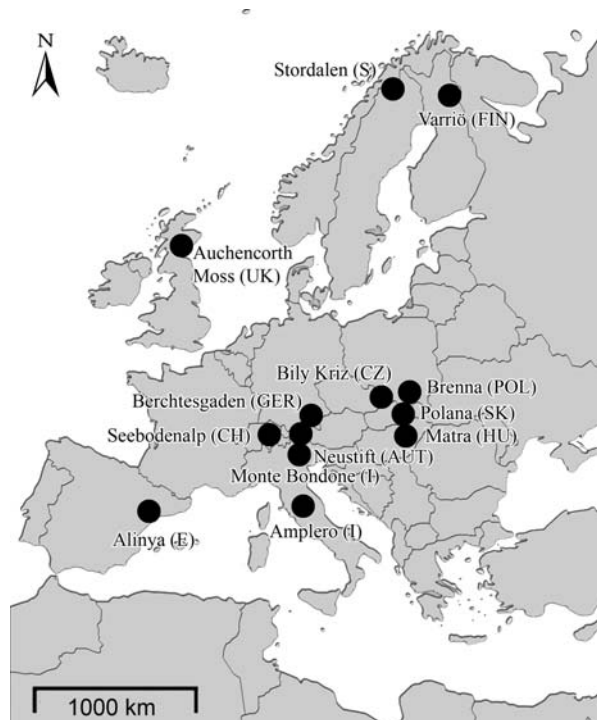 N
Stordalen (S)
Varriö (FIN)
Auchencorth
Moss (UK)
Bily Kriz (CZ)
Brenna (POL)
Berchtesgaden (GER)
Polana (SK)
Seebodenalp (CH)
Matra (HU)
Neustift (AUT)
Monte Bondone (I)
Alinya (E)
Amplero (I)
1000 km